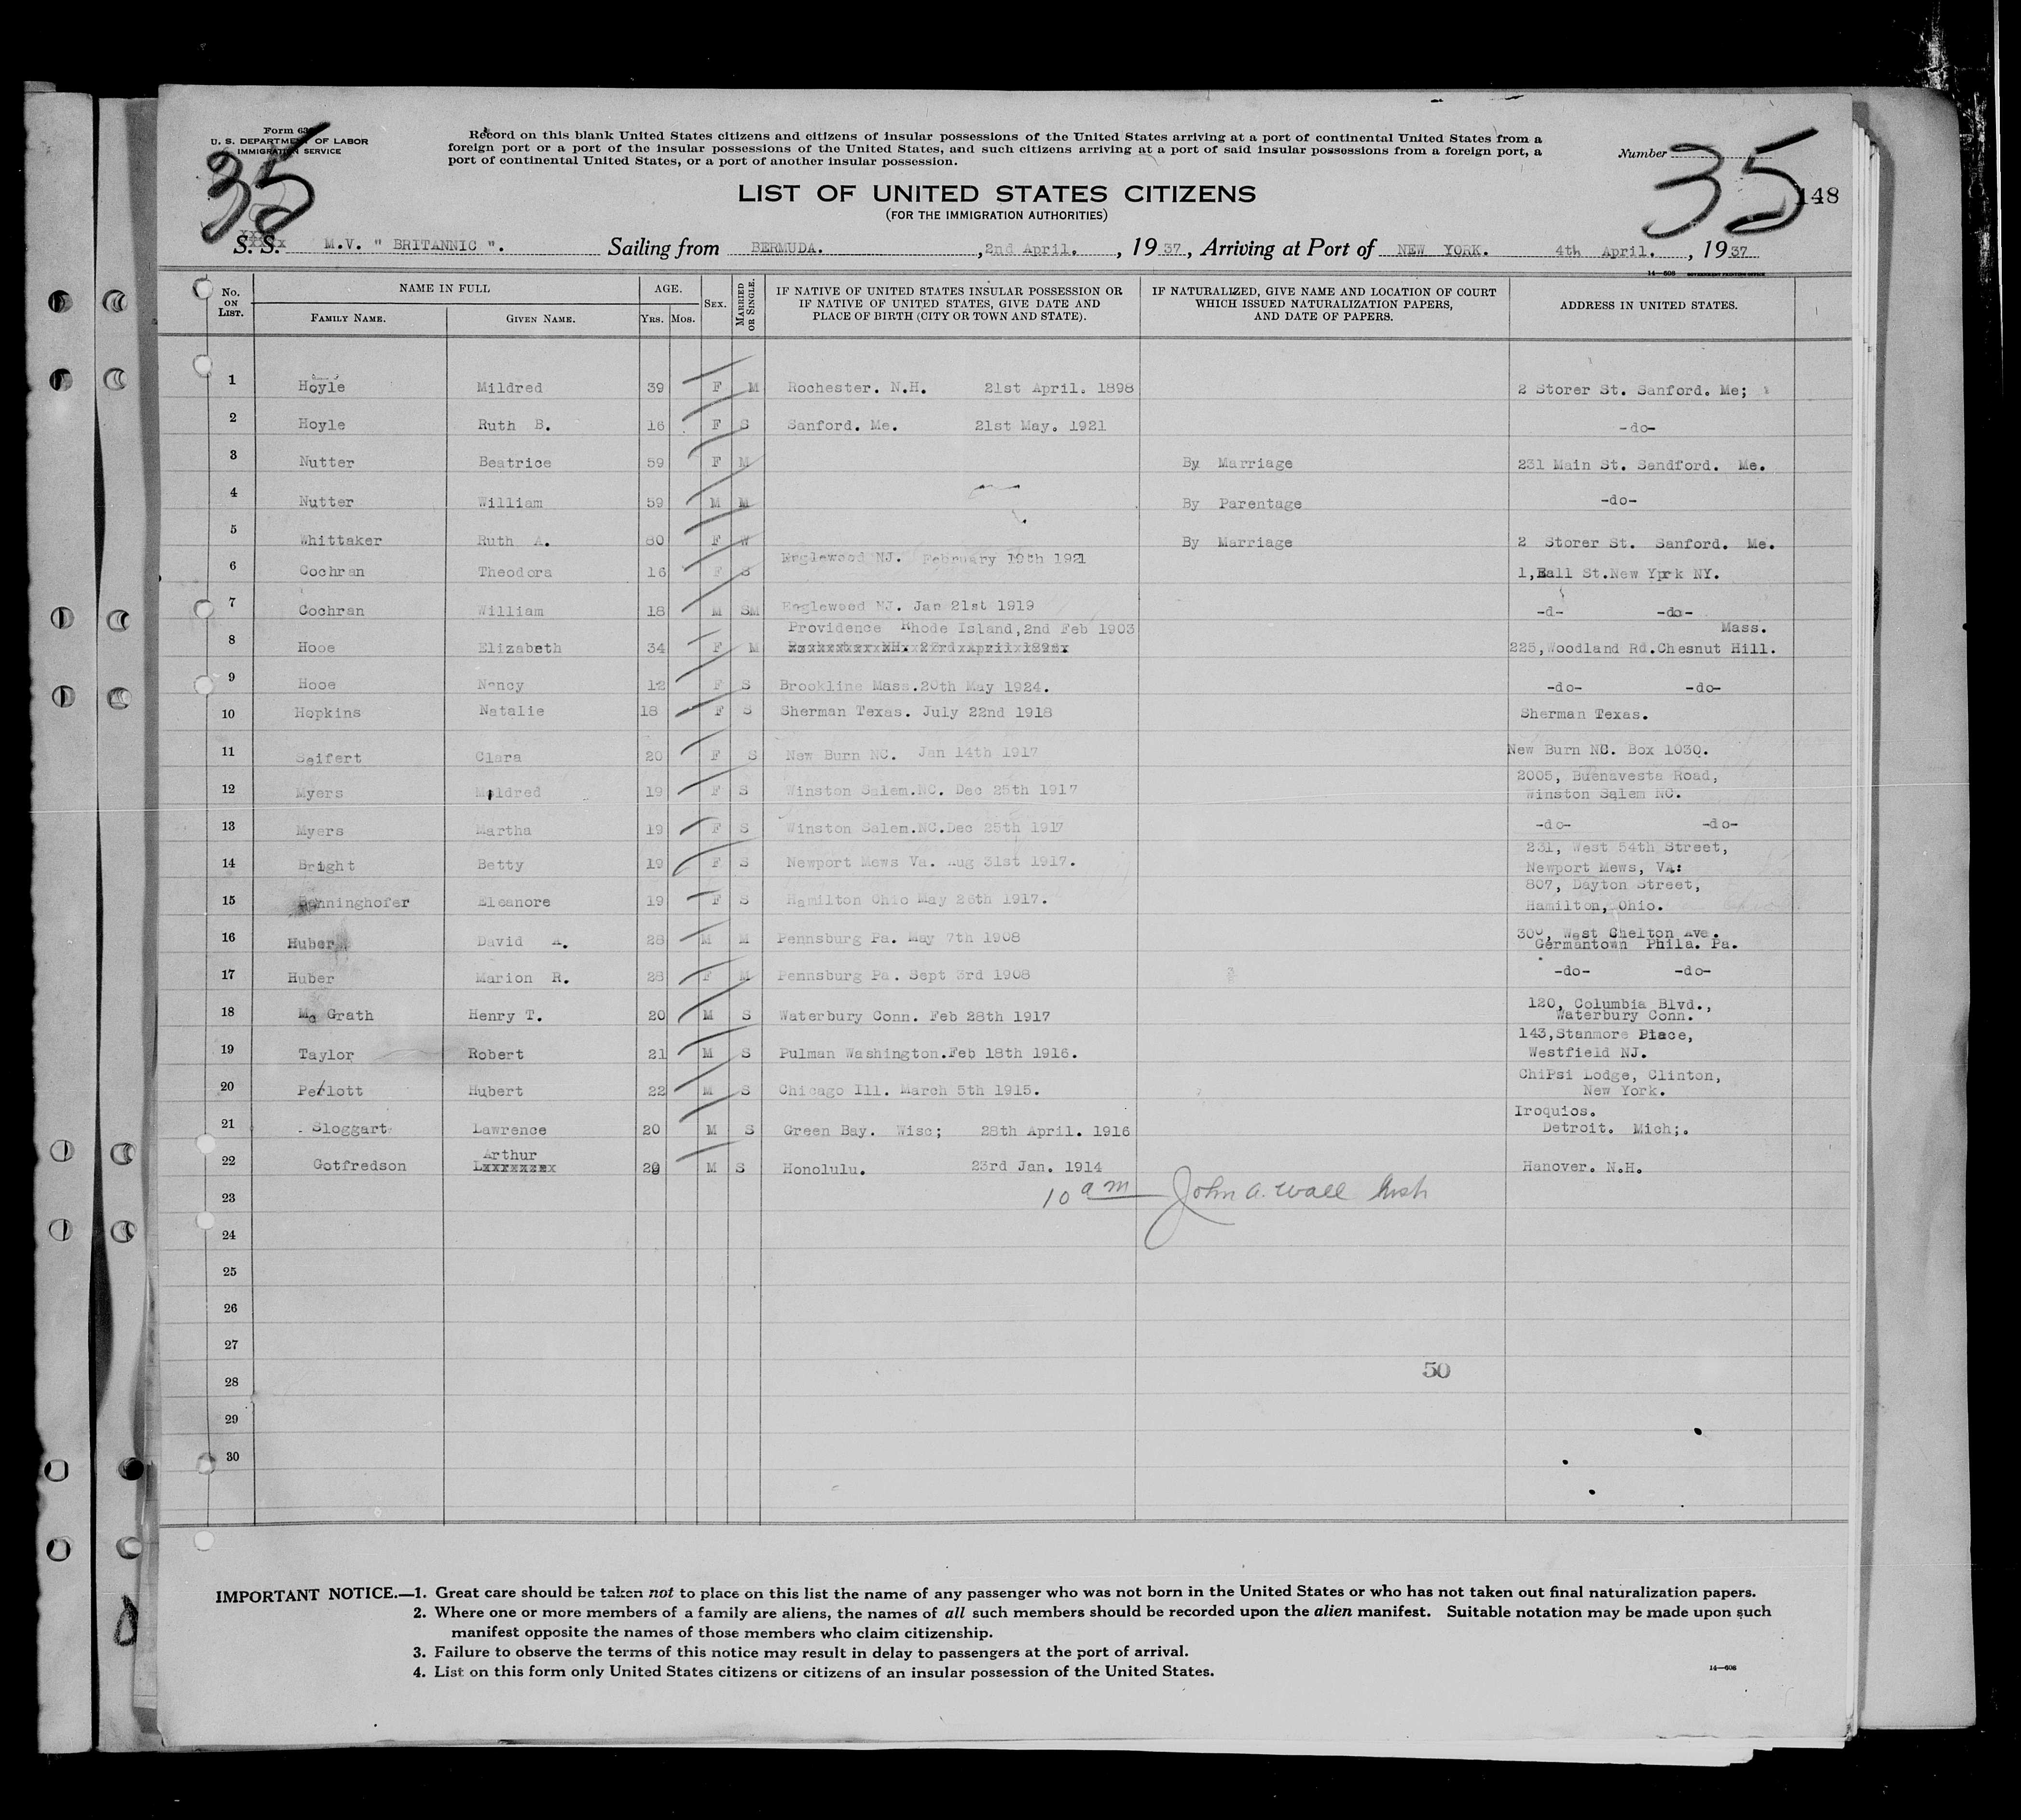 Form 63
U. S. DEPARTMENT OF LABOR
IMMIGRATION SERVICE
Record on this blank United States citizens and citizens of insular possessions of the United States arriving at a port of continental United States from a
foreign port or a port of the insular possessions of the United States, and such citizens arriving at a port of said insular possessions from a foreign port, a
port of continental United States, or a port of another insular possession.
Number
35
35
148
LIST OF UNITED STATES CITIZENS
(FOR THE IMMIGRATION AUTHORITIES)
S. S. M.V. " BRITANNIC ". Sailing from BERMUDA. , 2nd April. , 1937, Arriving at Port of NEW YORK. 4th April. , 1937
14—608 GOVERNMENT PRINTING OFFICE
No. ON LIST. NAME IN FULL FAMILY NAME. GIVEN NAME. AGE. YRS. MOS. SEX. MARRIED OR SINGLE. IF NATIVE OF UNITED STATES INSULAR POSSESSION OR IF NATIVE OF UNITED STATES, GIVE DATE AND PLACE OF BIRTH (CITY OR TOWN AND STATE). IF NATURALIZED, GIVE NAME AND LOCATION OF COURT WHICH ISSUED NATURALIZATION PAPERS, AND DATE OF PAPERS. ADDRESS IN UNITED STATES.
1 Hoyle Mildred 39 F M Rochester. N.H. 21st April. 1898 2 Storer St. Sanford. Me;
2 Hoyle Ruth B. 16 F S Sanford. Me. 21st May. 1921 -do-
3 Nutter Beatrice 59 F M By Marriage 231 Main St. Sandford. Me.
4 Nutter William 59 M M By Parentage -do-
5 Whittaker Ruth A. 80 F W By Marriage 2 Storer St. Sanford. Me.
6 Cochran Theodora 16 F S Englewood NJ. February 19th 1921 1, Ball St.New York NY.
7 Cochran William 18 M SM Englewood NJ. Jan 21st 1919 -d- -do-
Providence Rhode Island,2nd Feb 1903 Mass.
8 Hooe Elizabeth 34 F M 225,Woodland Rd.Chesnut Hill.
9 Hooe Nancy 12 F S Brookline Mass.20th May 1924. -do- -do-
10 Hopkins Natalie 18 F S Sherman Texas. July 22nd 1918 Sherman Texas.
11 Seifert Clara 20 F S New Burn NC. Jan 14th 1917 New Burn NC. Box 1030.
2005, Buenavesta Road,
12 Myers Mildred 19 F S Winston Salem.NC. Dec 25th 1917 Winston Salem NC.
13 Myers Martha 19 F S Winston Salem.NC.Dec 25th 1917 -do- -do-
231, West 54th Street,
14 Bright Betty 19 F S Newport Mews Va. Aug 31st 1917. Newport Mews, VA:
807, Dayton Street,
15 Benninghofer Eleanore 19 F S Hamilton Ohio May 26th 1917. Hamilton, Ohio.
300, West Chelton Ave.
16 Huber David A. 28 M M Pennsburg Pa. May 7th 1908 Germantown Phila. Pa.
17 Huber Marion R. 28 F M Pennsburg Pa. Sept 3rd 1908 -do- -do-
120, Columbia Blvd.,
18 Mc Grath Henry T. 20 M S Waterbury Conn. Feb 28th 1917 Waterbury Conn.
143,Stanmore Place,
19 Taylor Robert 21 M S Pulman Washington.Feb 18th 1916. Westfield NJ.
ChiPsi Lodge, Clinton,
20 Perlott Hubert 22 M S Chicago Ill. March 5th 1915. New York.
Iroquios.
21 Sloggart Lawrence 20 M S Green Bay. Wisc; 28th April. 1916 Detroit. Mich;.
Arthur
22 Gotfredson M S Honolulu. 23rd Jan. 1914 Hanover. N.H.
23 10 am John A. Wall
24
25
26
27
28 50
29
30
IMPORTANT NOTICE.—1. Great care should be taken not to place on this list the name of any passenger who was not born in the United States or who has not taken out final naturalization papers.
2. Where one or more members of a family are aliens, the names of all such members should be recorded upon the alien manifest. Suitable notation may be made upon such
manifest opposite the names of those members who claim citizenship.
3. Failure to observe the terms of this notice may result in delay to passengers at the port of arrival.
4. List on this form only United States citizens or citizens of an insular possession of the United States.
14—608